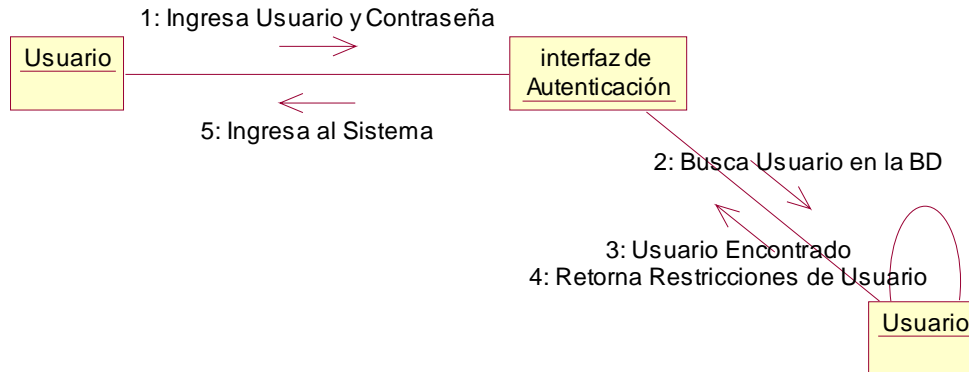 1: Ingresa Usuario y Contraseña
Usuario
interfaz de
Autenticación
5: Ingresa al Sistema
2: Busca Usuario en la BD
3: Usuario Encontrado
4: Retorna Restricciones de Usuario
Usuario